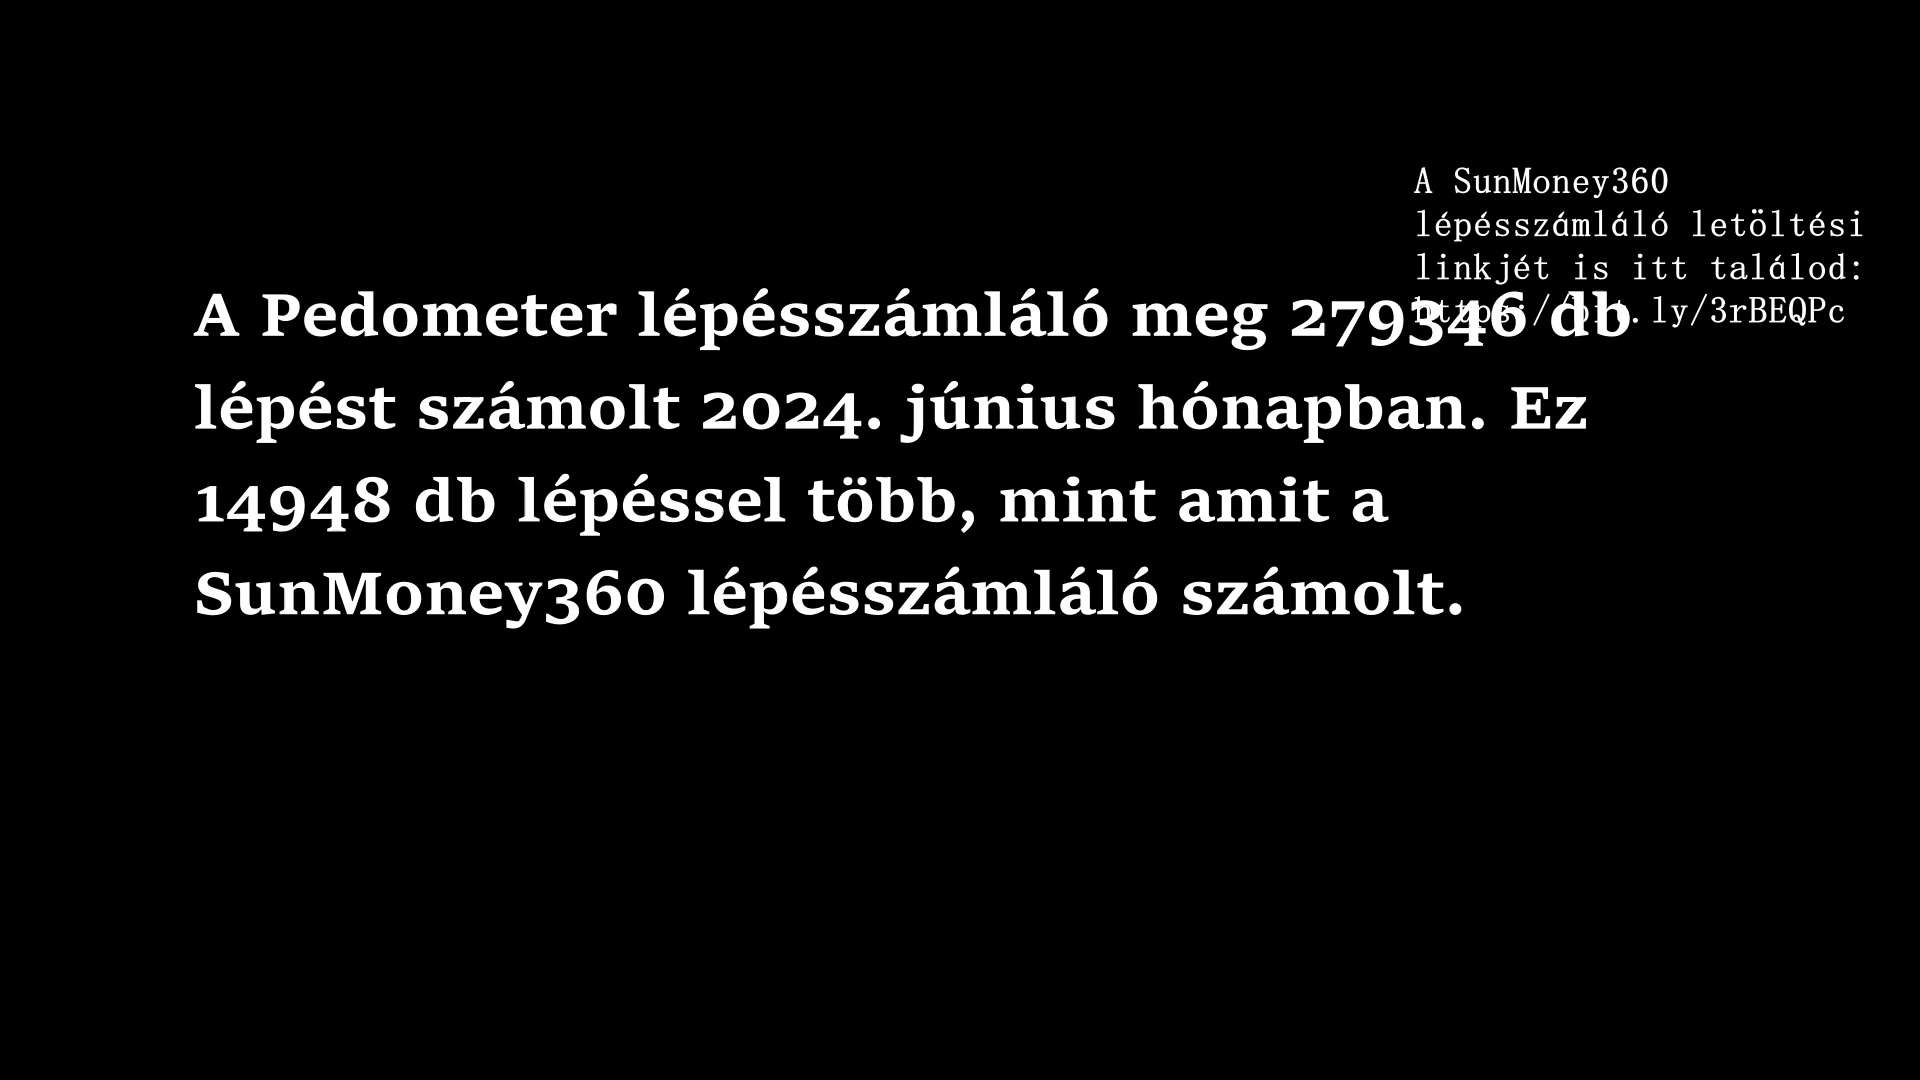 A SunMoney360
lépésszámláló letöltési
linkjét is itt találod:
https://bit.ly/3rBEQPc
A Pedometer lépésszámláló meg 279346 db
lépést számolt 2024. június hónapban. Ez
14948 db lépéssel több, mint amit a
SunMoney360 lépésszámláló számolt.